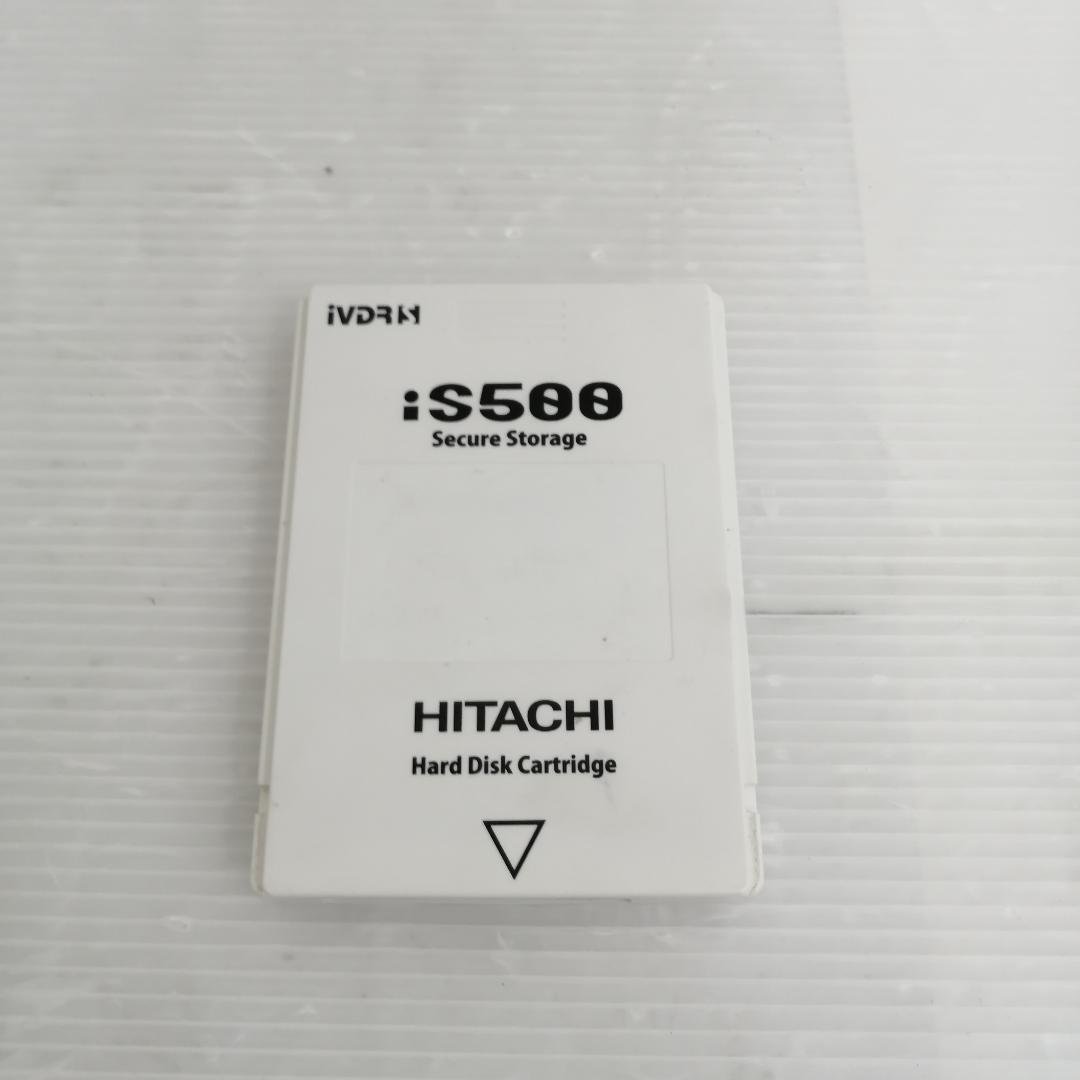 iVDR S
iS500
Secure Storage
HITACHI
Hard Disk Cartridge